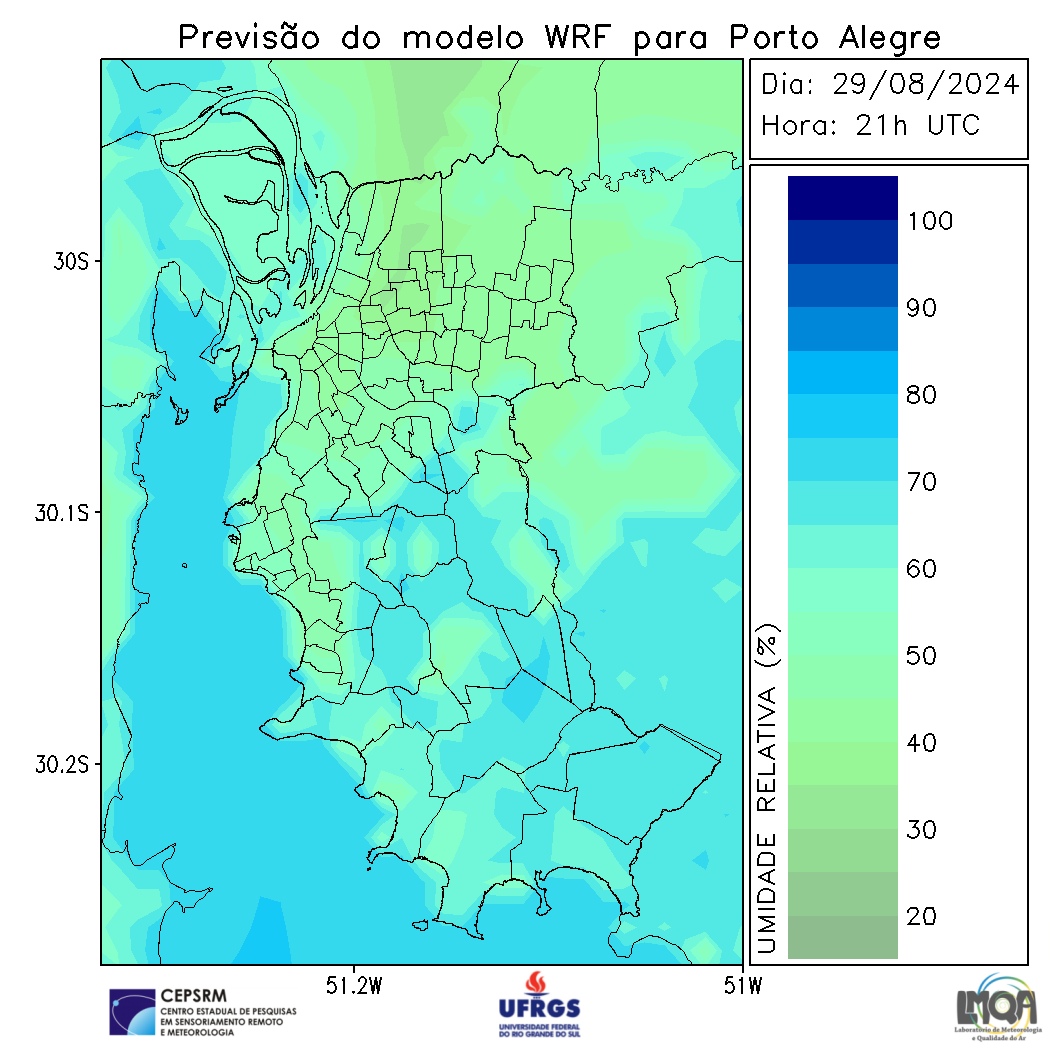 Previsão do modelo WRF para Porto Alegre
Dia: 29/08/2024
Hora: 21h UTC
30S
30.1S
30.2S
51.2W
51W
UMIDADE RELATIVA (%)
100
90
80
70
60
50
40
30
20
CEPSRM
CENTRO ESTADUAL DE PESQUISAS
EM SENSORIAMENTO REMOTO
E METEOROLOGIA
UFRGS
UNIVERSIDADE FEDERAL
DO RIO GRANDE DO SUL
LMQA
Laboratório de Meteorologia
e Qualidade do Ar